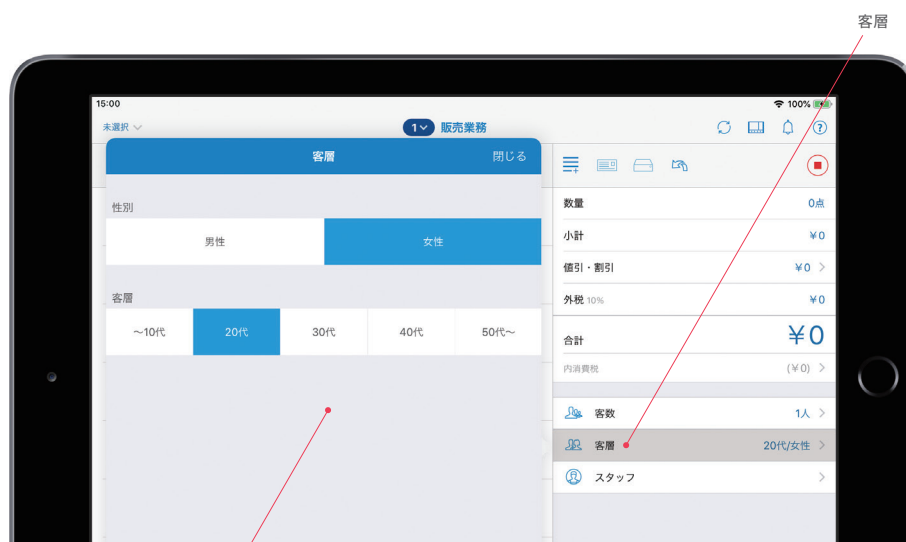 客層
15:00
100%
未選択
1 販売業務
客層 閉じる
性別
男性 女性
客層
〜10代 20代 30代 40代 50代〜
数量 0点
小計 ¥0
値引・割引 ¥0
外税 10% ¥0
合計 ¥0
内消費税 (¥0)
客数 1人
客層 20代/女性
スタッフ